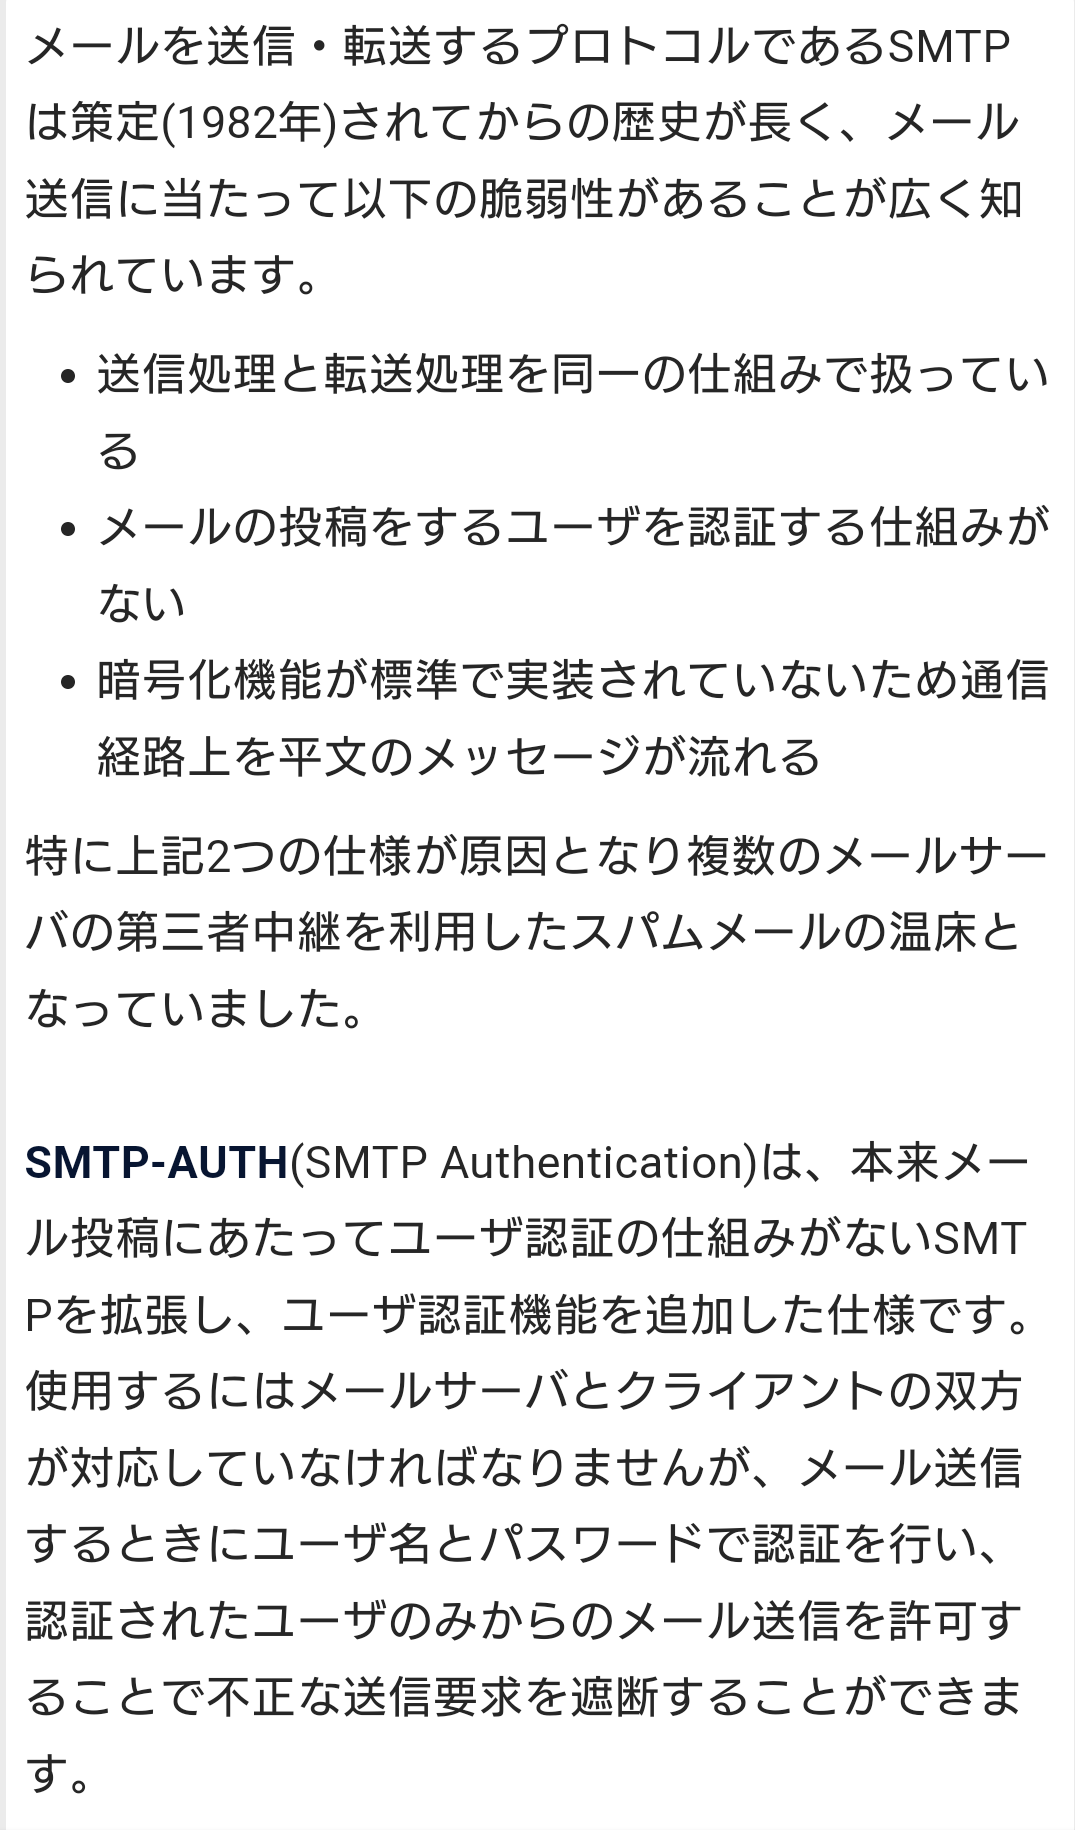 メールを送信・転送するプロトコルであるSMTP
は策定(1982年)されてからの歴史が長く、メール
送信に当たって以下の脆弱性があることが広く知
られています。
• 送信処理と転送処理を同一の仕組みで扱ってい
る
• メールの投稿をするユーザを認証する仕組みが
ない
• 暗号化機能が標準で実装されていないため通信
経路上を平文のメッセージが流れる
特に上記2つの仕様が原因となり複数のメールサー
バの第三者中継を利用したスパムメールの温床と
なっていました。
SMTP-AUTH(SMTP Authentication)は、本来メー
ル投稿にあたってユーザ認証の仕組みがないSMT
Pを拡張し、ユーザ認証機能を追加した仕様です。
使用するにはメールサーバとクライアントの双方
が対応していなければなりませんが、メール送信
するときにユーザ名とパスワードで認証を行い、
認証されたユーザのみからのメール送信を許可す
ることで不正な送信要求を遮断することができま
す。